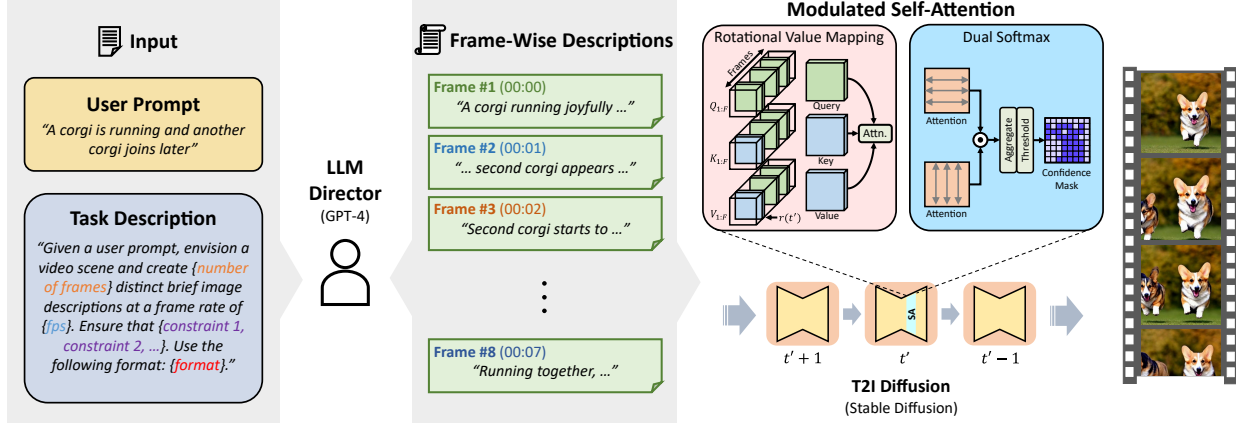 Input
User Prompt
“A corgi is running and another
corgi joins later”
Task Description
“Given a user prompt, envision a
video scene and create {number
of frames} distinct brief image
descriptions at a frame rate of
{fps}. Ensure that {constraint 1,
constraint 2, …}. Use the
following format: {format}.”
LLM
Director
(GPT-4)
Frame-Wise Descriptions
Frame #1 (00:00)
“A corgi running joyfully …”
Frame #2 (00:01)
“… second corgi appears …”
Frame #3 (00:02)
“Second corgi starts to …”
Frame #8 (00:07)
“Running together, …”
Modulated Self-Attention
Rotational Value Mapping
Frames
Q1:F
Query
K1:F
Key
Attn.
V1:F
r(t′)
Value
Dual Softmax
Attention
Attention
Aggregate
Threshold
Confidence
Mask
SA
t′ + 1
t′
t′ − 1
T2I Diffusion
(Stable Diffusion)